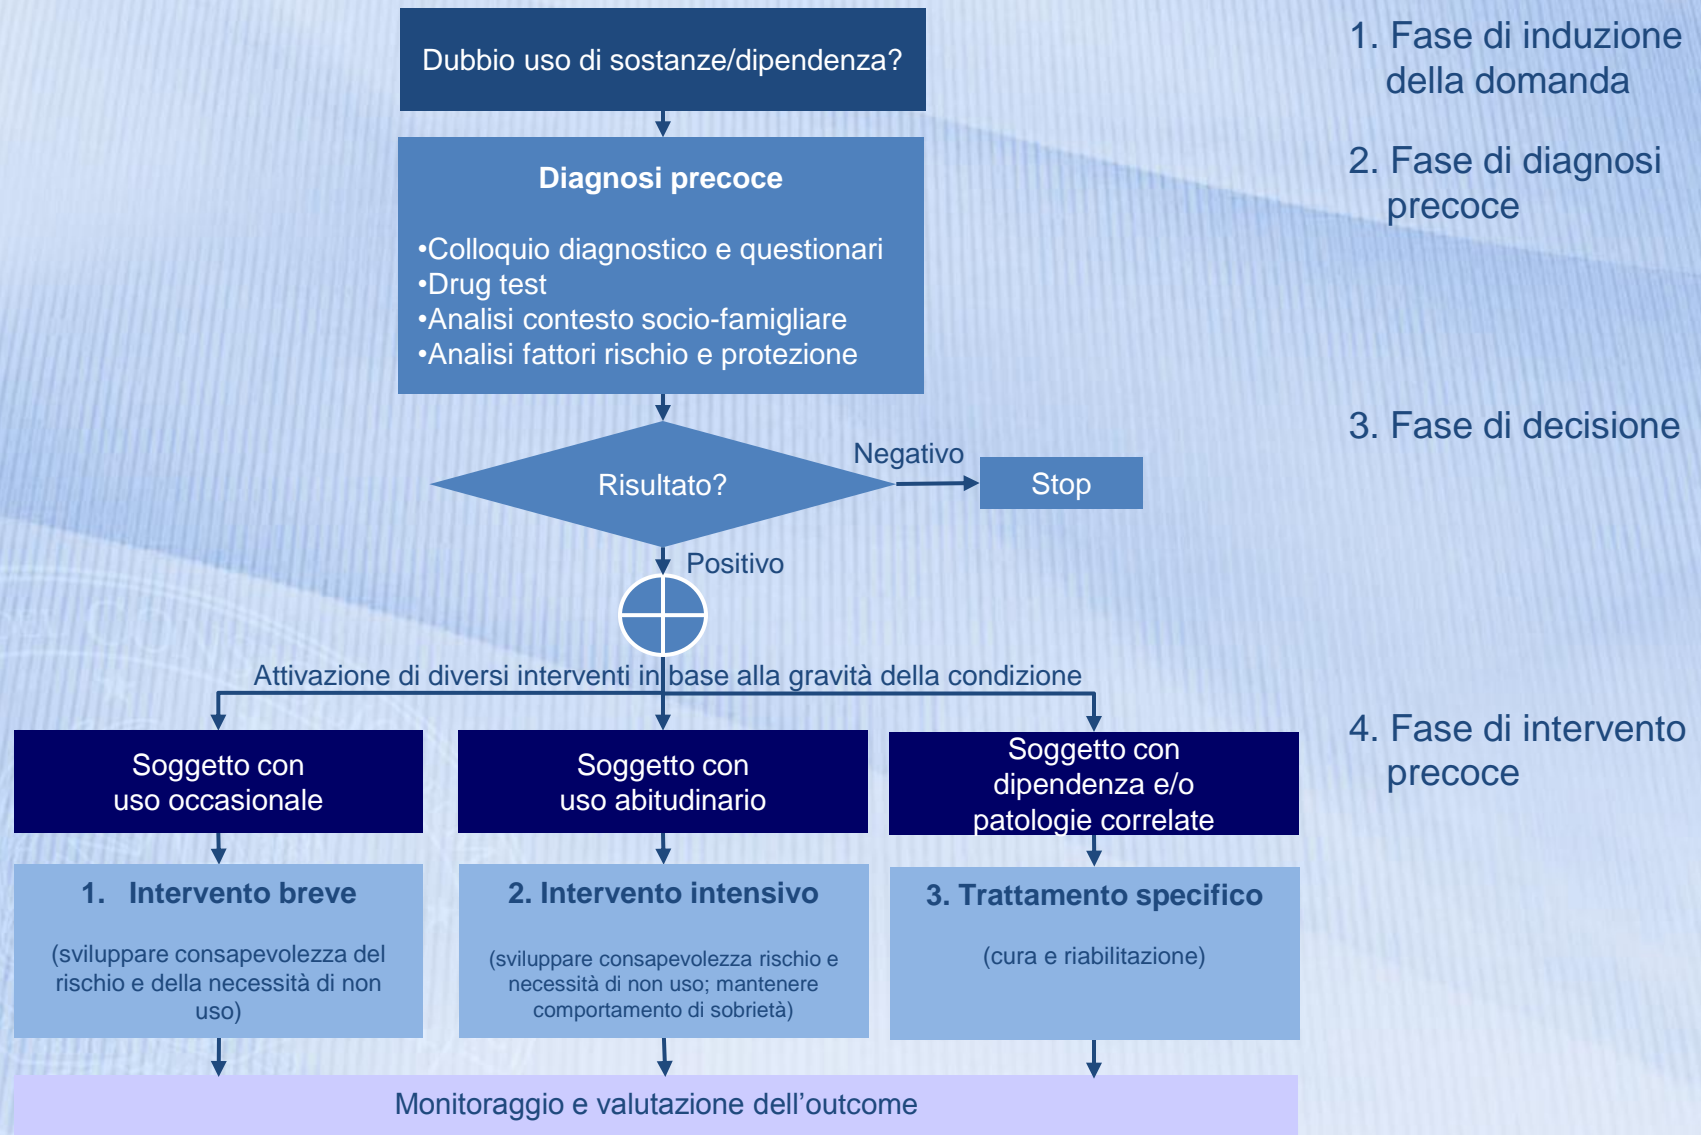 Dubbio uso di sostanze/dipendenza?
1. Fase di induzione
della domanda
2. Fase di diagnosi
precoce
Diagnosi precoce
•Colloquio diagnostico e questionari
•Drug test
•Analisi contesto socio-famigliare
•Analisi fattori rischio e protezione
3. Fase di decisione
Risultato?
Negativo
Stop
Positivo
Attivazione di diversi interventi in base alla gravità della condizione
4. Fase di intervento
precoce
Soggetto con
uso occasionale
Soggetto con
uso abitudinario
Soggetto con
dipendenza e/o
patologie correlate
1. Intervento breve
(sviluppare consapevolezza del
rischio e della necessità di non
uso)
2. Intervento intensivo
(sviluppare consapevolezza rischio e
necessità di non uso; mantenere
comportamento di sobrietà)
3. Trattamento specifico
(cura e riabilitazione)
Monitoraggio e valutazione dell’outcome